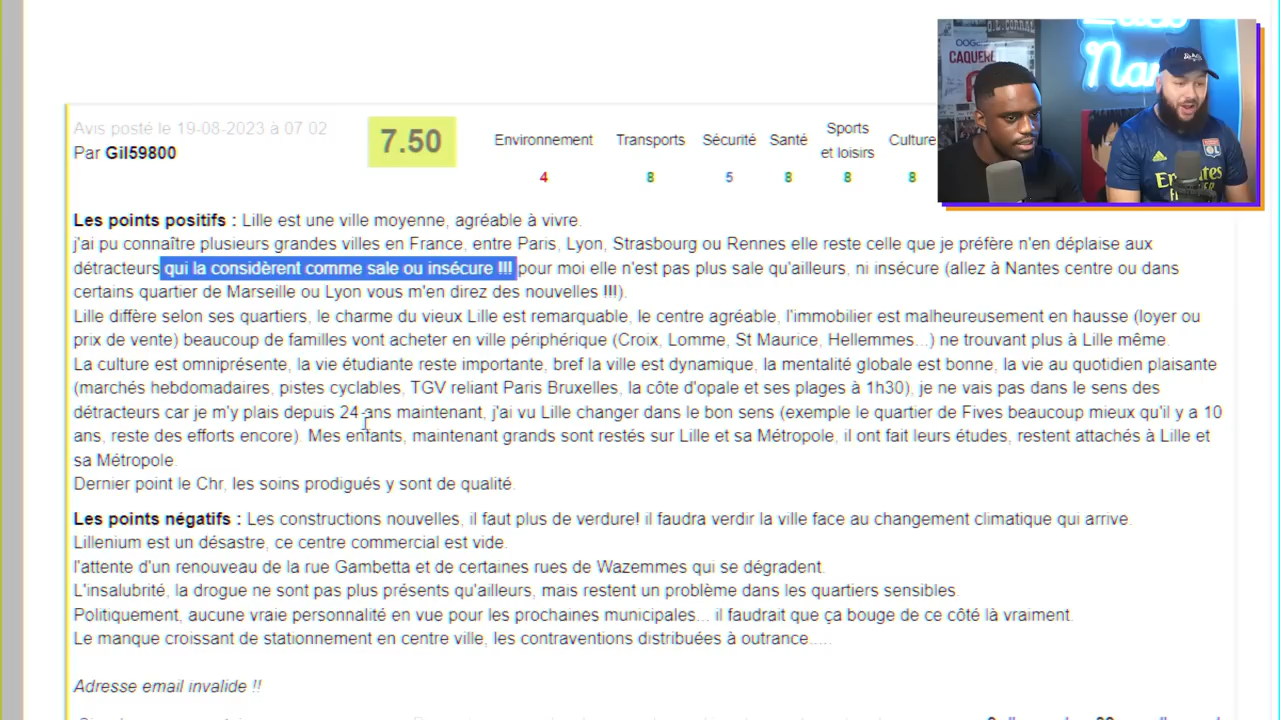 Avis posté le 19-08-2023 à 07 02
Par Gil59800
7.50
Environnement Transports Sécurité Santé Sports et loisirs Culture
4 8 5 8 8 8
Les points positifs : Lille est une ville moyenne, agréable à vivre.
j'ai pu connaître plusieurs grandes villes en France, entre Paris, Lyon, Strasbourg ou Rennes elle reste celle que je préfère n'en déplaise aux
détracteurs qui la considèrent comme sale ou insécure !!! pour moi elle n'est pas plus sale qu'ailleurs, ni insécure (allez à Nantes centre ou dans
certains quartier de Marseille ou Lyon vous m'en direz des nouvelles !!!).
Lille diffère selon ses quartiers, le charme du vieux Lille est remarquable, le centre agréable, l'immobilier est malheureusement en hausse (loyer ou
prix de vente) beaucoup de familles vont acheter en ville périphérique (Croix, Lomme, St Maurice, Hellemmes...) ne trouvant plus à Lille même.
La culture est omniprésente, la vie étudiante reste importante, bref la ville est dynamique, la mentalité globale est bonne, la vie au quotidien plaisante
(marchés hebdomadaires, pistes cyclables, TGV reliant Paris Bruxelles, la côte d'opale et ses plages à 1h30), je ne vais pas dans le sens des
détracteurs car je m'y plais depuis 24 ans maintenant, j'ai vu Lille changer dans le bon sens (exemple le quartier de Fives beaucoup mieux qu'il y a 10
ans, reste des efforts encore). Mes enfants, maintenant grands sont restés sur Lille et sa Métropole, il ont fait leurs études, restent attachés à Lille et
sa Métropole.
Dernier point le Chr, les soins prodigués y sont de qualité.
Les points négatifs : Les constructions nouvelles, il faut plus de verdure! il faudra verdir la ville face au changement climatique qui arrive.
Lillenium est un désastre, ce centre commercial est vide.
l'attente d'un renouveau de la rue Gambetta et de certaines rues de Wazemmes qui se dégradent.
L'insalubrité, la drogue ne sont pas plus présents qu'ailleurs, mais restent un problème dans les quartiers sensibles.
Politiquement, aucune vraie personnalité en vue pour les prochaines municipales... il faudrait que ça bouge de ce côté là vraiment.
Le manque croissant de stationnement en centre ville, les contraventions distribuées à outrance.....
Adresse email invalide !!
CAQUERE
Emirates